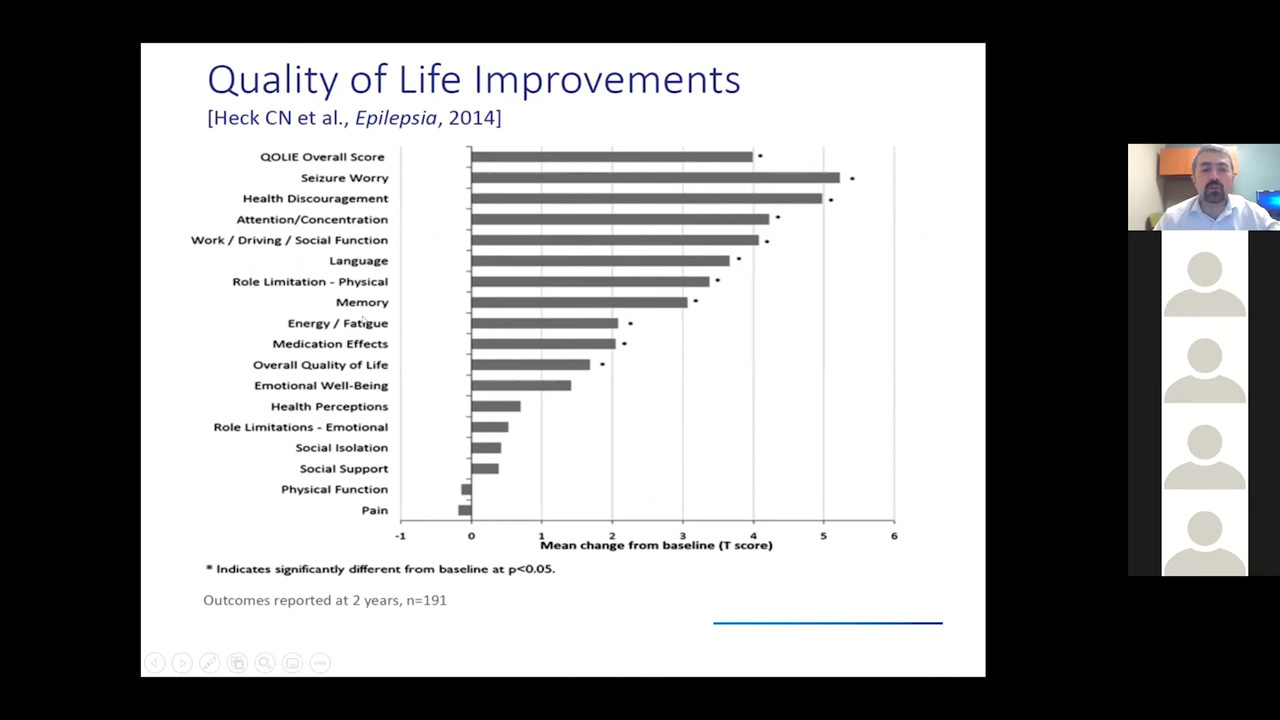 Quality of Life Improvements
[Heck CN et al., Epilepsia, 2014]
QOLIE Overall Score
Seizure Worry
Health Discouragement
Attention/Concentration
Work / Driving / Social Function
Language
Role Limitation - Physical
Memory
Energy / Fatigue
Medication Effects
Overall Quality of Life
Emotional Well-Being
Health Perceptions
Role Limitations - Emotional
Social Isolation
Social Support
Physical Function
Pain
-1 0 1 2 3 4 5 6
Mean change from baseline (T score)
* Indicates significantly different from baseline at p<0.05.
Outcomes reported at 2 years, n=191